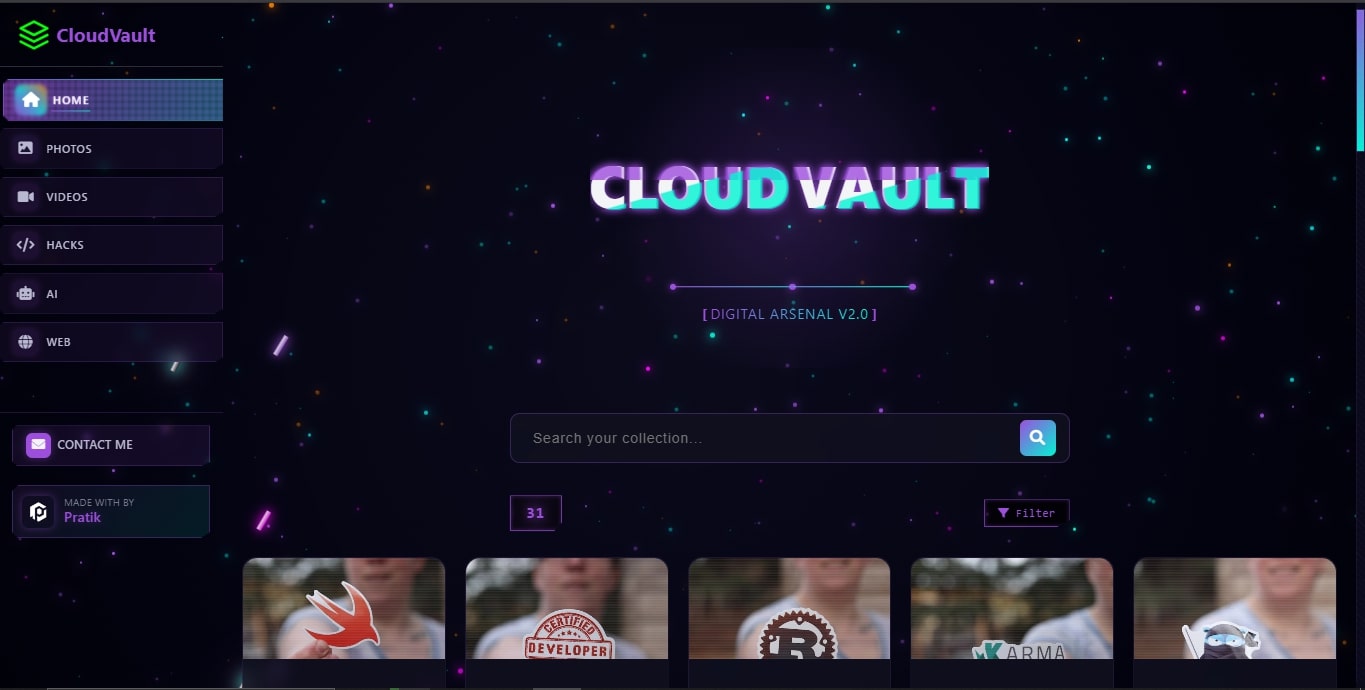 CloudVault
HOME
PHOTOS
VIDEOS
HACKS
AI
WEB
CONTACT ME
MADE WITH BY
Pratik
CLOUD VAULT
[ DIGITAL ARSENAL V2.0 ]
Search your collection...
31
Filter
CERTIFIED
DEVELOPER
R
KARMA